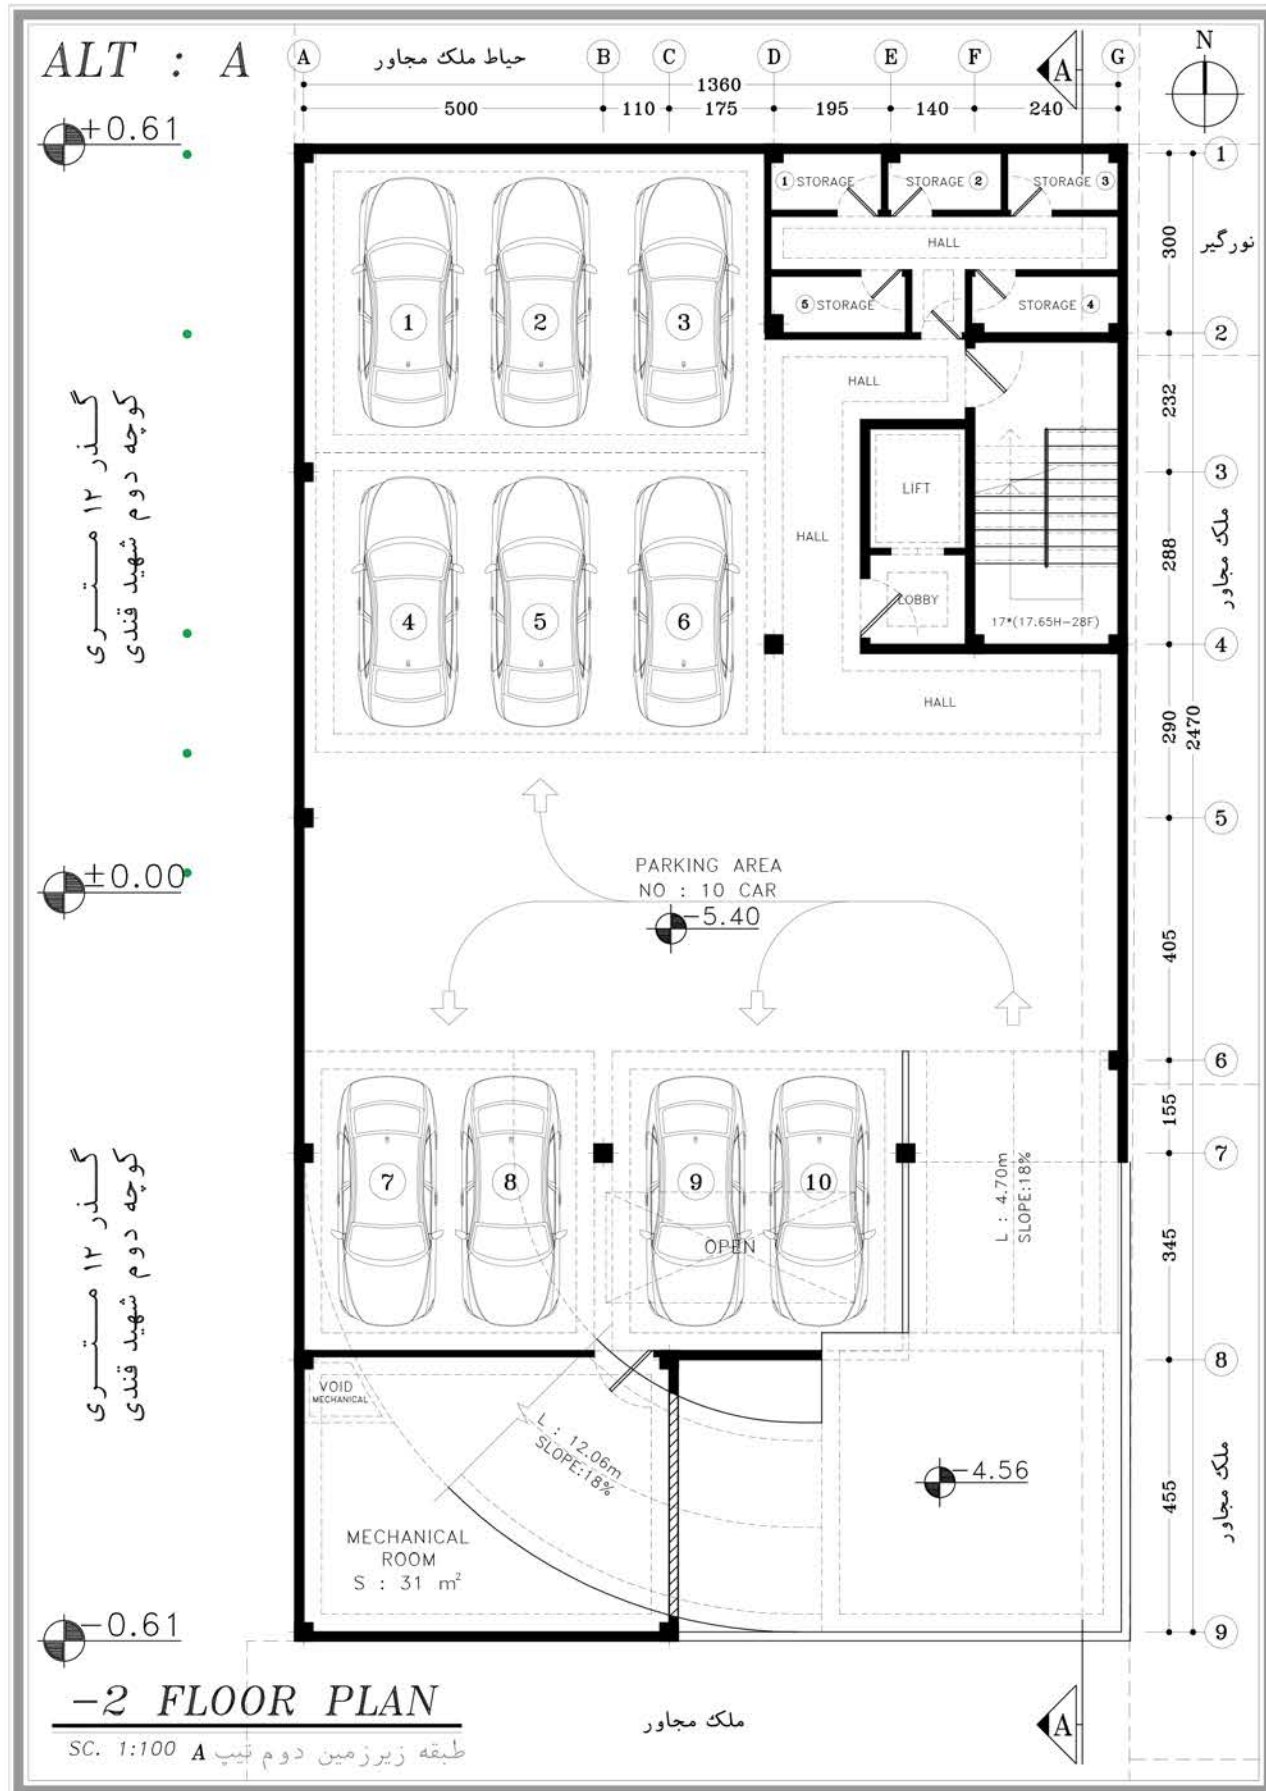 ALT : A
A
حیاط ملک مجاور
B
C
D
E
F
A
G
N
1360
500
110
175
195
140
240
+0.61
1
1 STORAGE
STORAGE 2
STORAGE 3
HALL
300
نورگیر
5 STORAGE
STORAGE 4
1
2
3
2
HALL
232
گـــذر ۱۲ متــــری
کوچه دوم شهید قندی
3
LIFT
HALL
288
ملک مجاور
LOBBY
17*(17.65H-28F)
4
5
6
4
HALL
290
2470
5
PARKING AREA
NO : 10 CAR
±0.00
-5.40
405
6
155
7
7
8
9
10
OPEN
L : 4.70m
SLOPE:18%
345
گـــذر ۱۲ متــــری
کوچه دوم شهید قندی
8
VOID
MECHANICAL
L : 12.06m
SLOPE:18%
-4.56
455
ملک مجاور
MECHANICAL
ROOM
S : 31 m²
-0.61
9
-2 FLOOR PLAN
SC. 1:100
طبقه زیرزمین دوم تیپ A
ملک مجاور
A